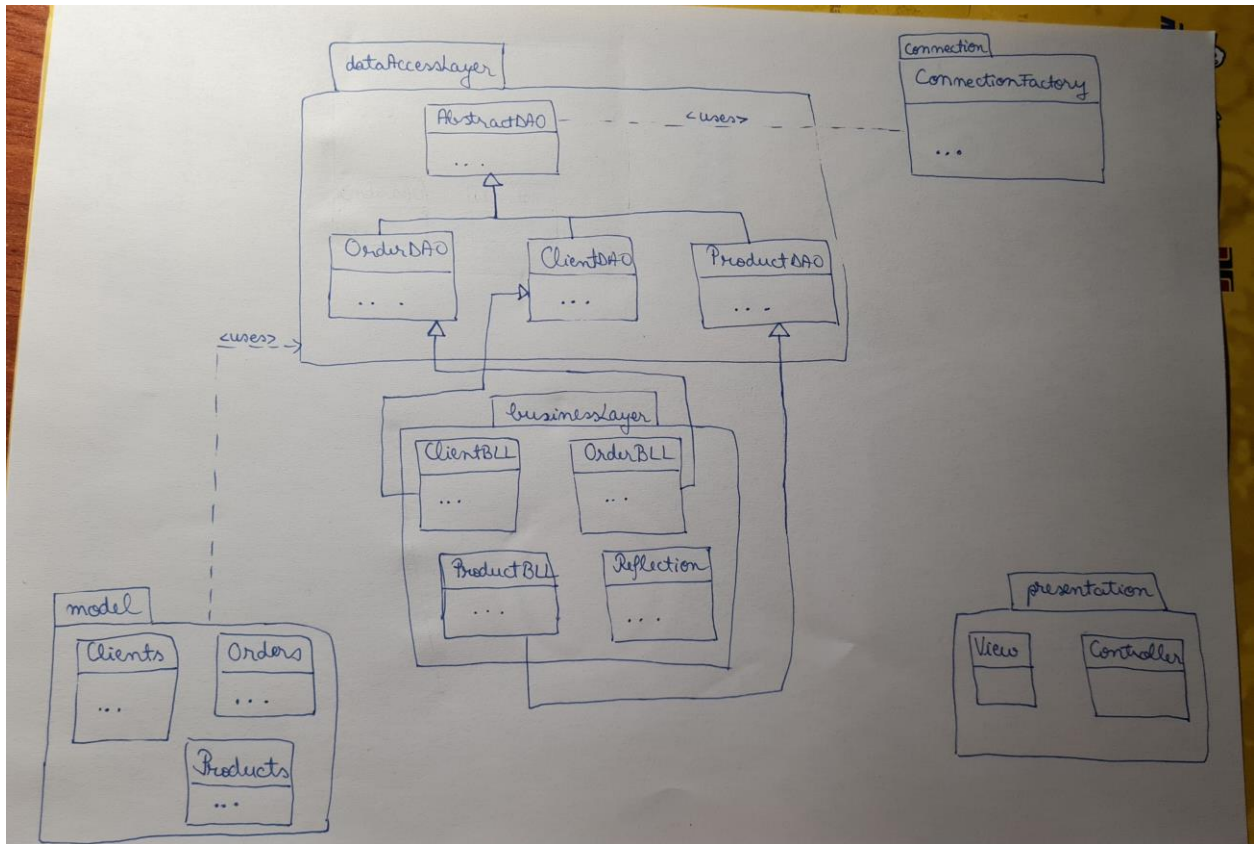 dataAccessLayer
AbstractDAO
...
<uses>
connection
ConnectionFactory
...
OrderDAO
...
ClientDAO
...
ProductDAO
...
<uses>
businessLayer
ClientBLL
...
OrderBLL
...
ProductBLL
...
Reflection
...
model
Clients
...
Orders
...
Products
...
presentation
View
Controller